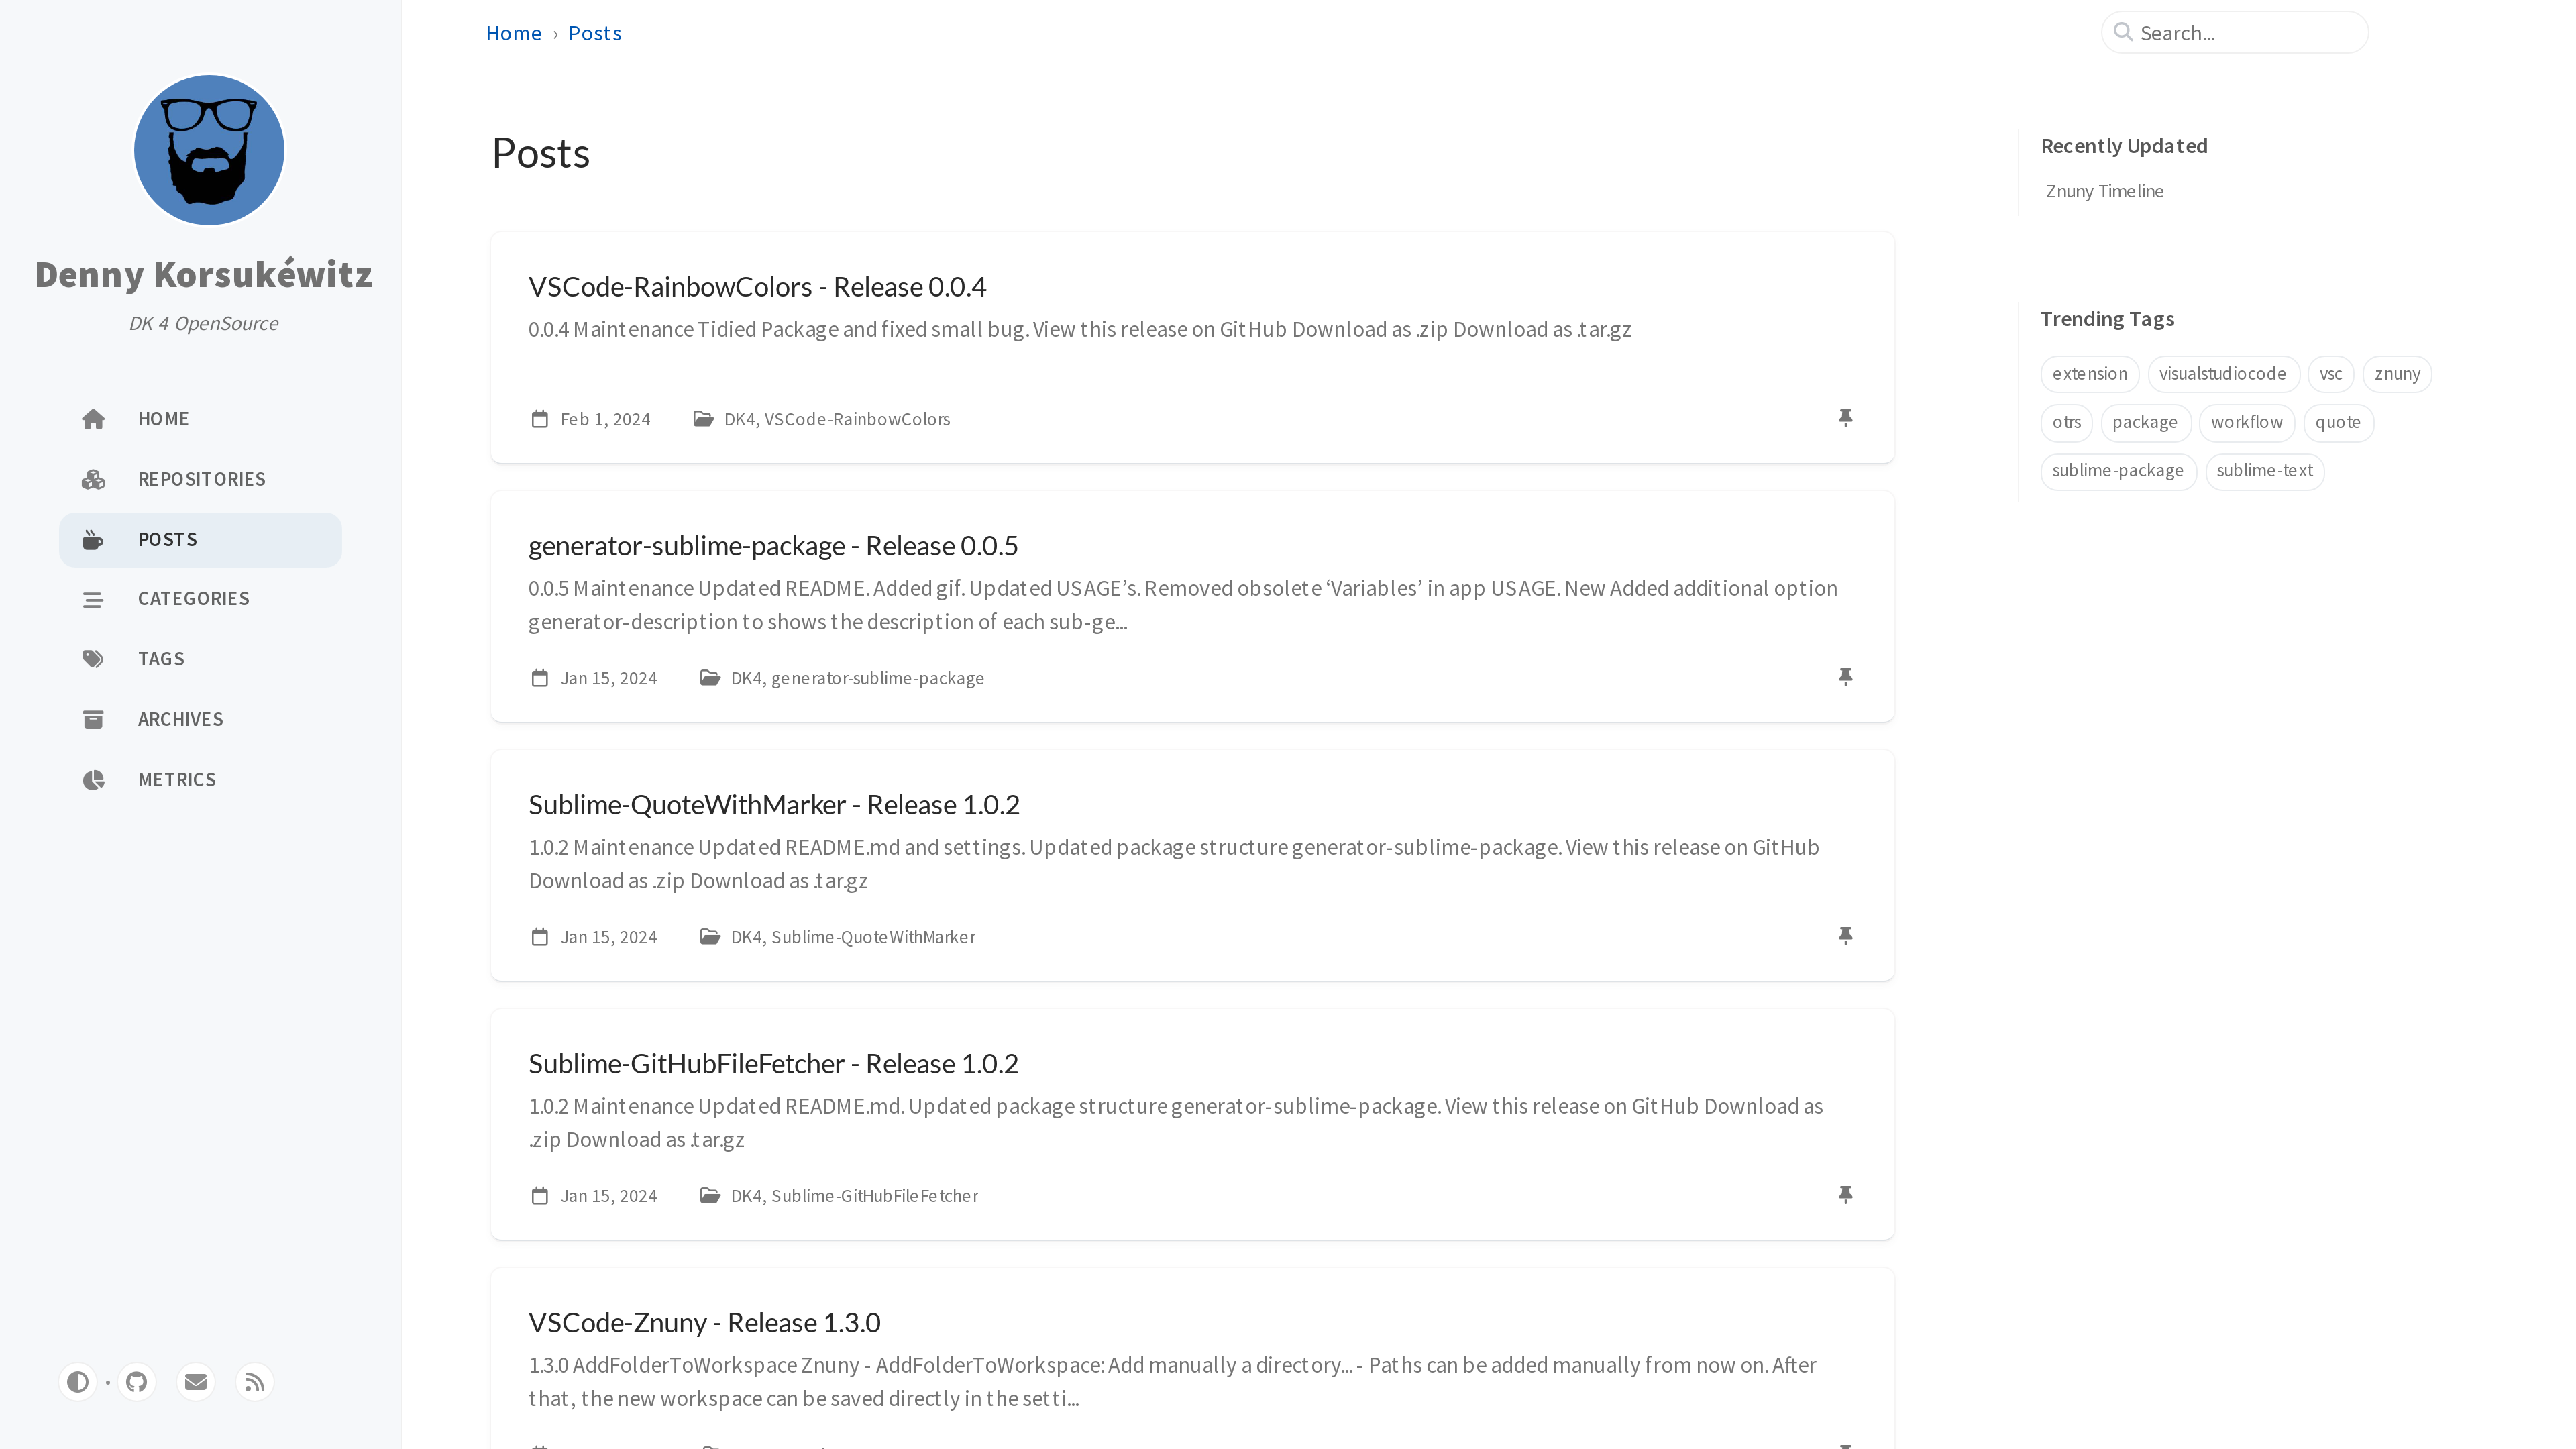 Denny Korsukéwitz
DK 4 OpenSource
HOME
REPOSITORIES
POSTS
CATEGORIES
TAGS
ARCHIVES
METRICS
Home › Posts
Search...
Posts
VSCode-RainbowColors - Release 0.0.4
0.0.4 Maintenance Tidied Package and fixed small bug. View this release on GitHub Download as .zip Download as .tar.gz
Feb 1, 2024 DK4, VSCode-RainbowColors
generator-sublime-package - Release 0.0.5
0.0.5 Maintenance Updated README. Added gif. Updated USAGE’s. Removed obsolete ‘Variables’ in app USAGE. New Added additional option
generator-description to shows the description of each sub-ge...
Jan 15, 2024 DK4, generator-sublime-package
Sublime-QuoteWithMarker - Release 1.0.2
1.0.2 Maintenance Updated README.md and settings. Updated package structure generator-sublime-package. View this release on GitHub
Download as .zip Download as .tar.gz
Jan 15, 2024 DK4, Sublime-QuoteWithMarker
Sublime-GitHubFileFetcher - Release 1.0.2
1.0.2 Maintenance Updated README.md. Updated package structure generator-sublime-package. View this release on GitHub Download as
.zip Download as .tar.gz
Jan 15, 2024 DK4, Sublime-GitHubFileFetcher
VSCode-Znuny - Release 1.3.0
1.3.0 AddFolderToWorkspace Znuny - AddFolderToWorkspace: Add manually a directory... - Paths can be added manually from now on. After
that, the new workspace can be saved directly in the setti...
Recently Updated
Znuny Timeline
Trending Tags
extension visualstudiocode vsc znuny
otrs package workflow quote
sublime-package sublime-text